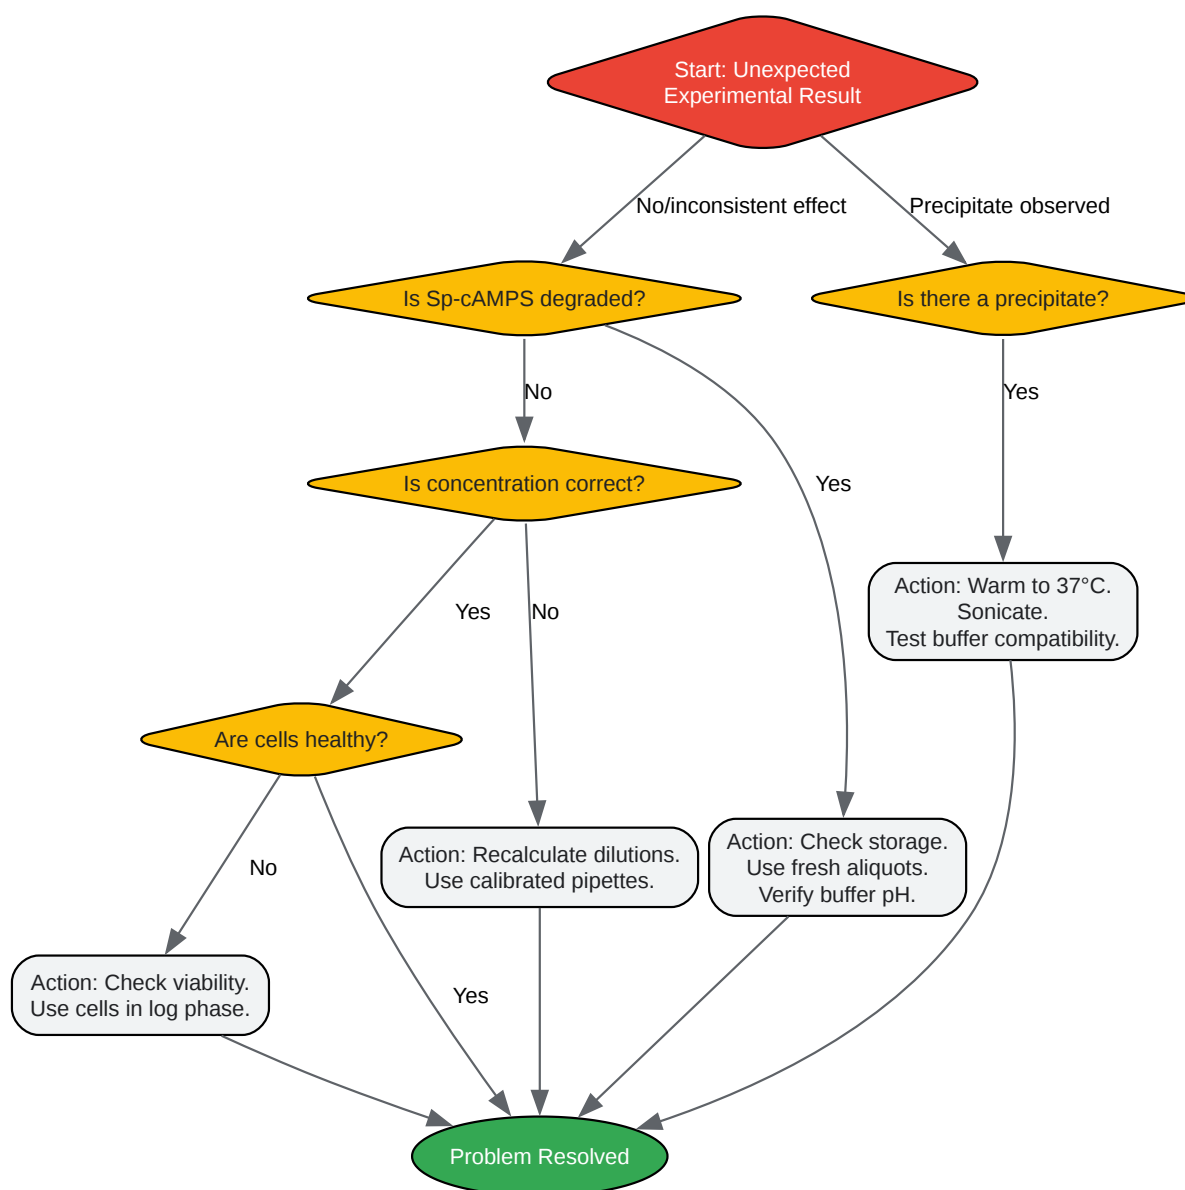 Start: Unexpected
Experimental Result
No/inconsistent effect
Precipitate observed
Is Sp-cAMPS degraded?
Is there a precipitate?
No
Yes
Is concentration correct?
Yes
Action: Warm to 37°C.
Sonicate.
Test buffer compatibility.
Yes
No
Are cells healthy?
Action: Recalculate dilutions.
Use calibrated pipettes.
Action: Check storage.
Use fresh aliquots.
Verify buffer pH.
No
Action: Check viability.
Use cells in log phase.
Yes
Problem Resolved